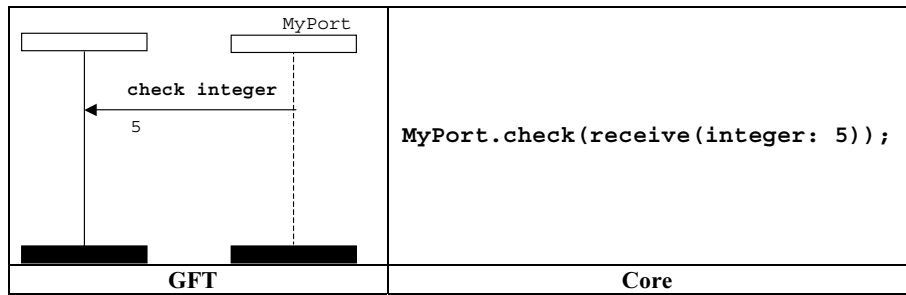 MyPort
check integer
5
MyPort.check(receive(integer: 5));
GFT
Core